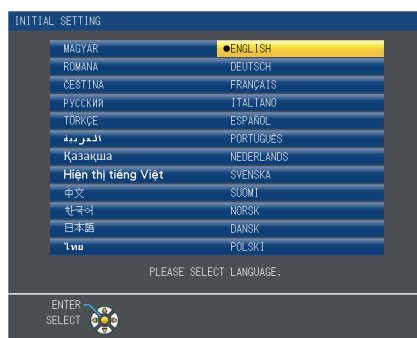 INITIAL SETTING
MAGYAR ●ENGLISH
ROMANA DEUTSCH
ČEŠTINA FRANÇAIS
РУССКИЙ ITALIANO
TÜRKÇE ESPAÑOL
العربية PORTUGUÊS
Қазақша NEDERLANDS
Hiện thị tiếng Việt SVENSKA
中文 SUOMI
한국어 NORSK
日本語 DANSK
ไทย POLSKI
PLEASE SELECT LANGUAGE.
ENTER
SELECT